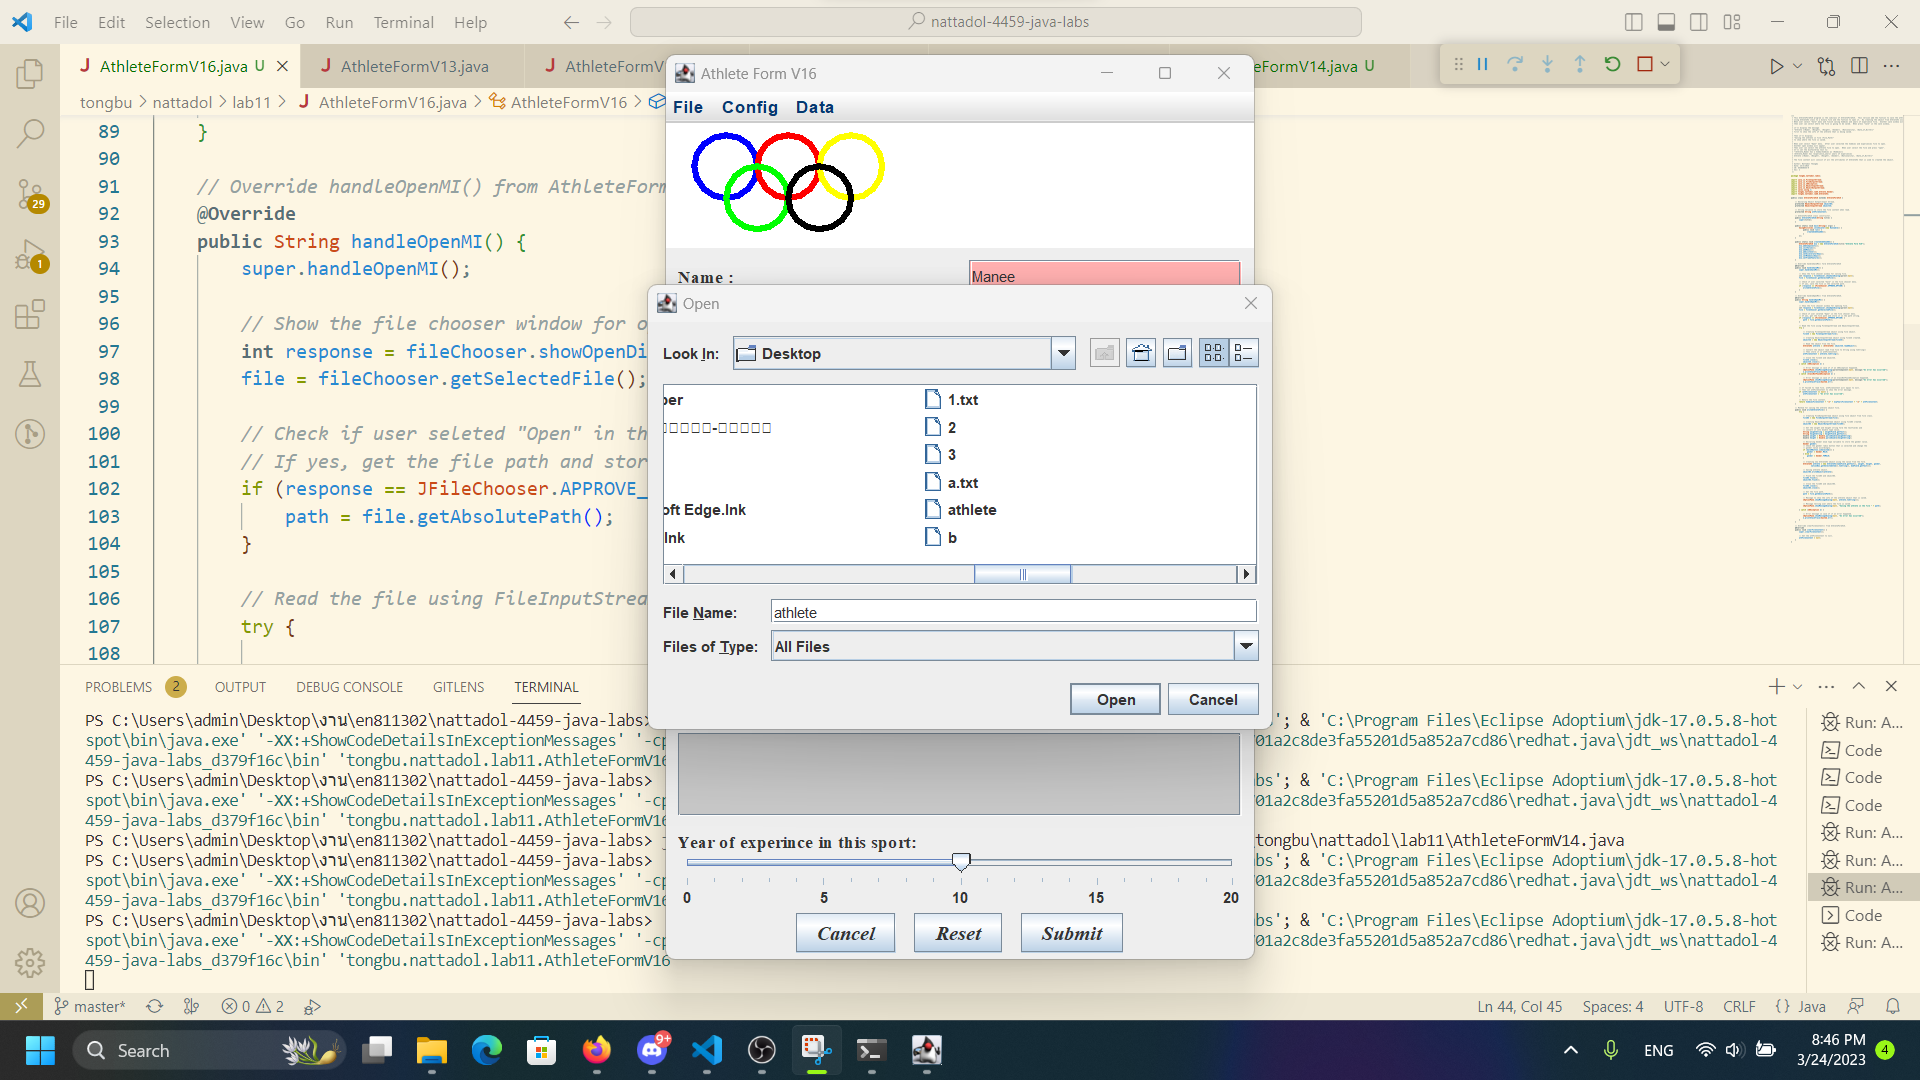 File Edit Selection View Go Run Terminal Help
nattadol-4459-java-labs
AthleteFormV16.java U
AthleteFormV13.java
AthleteFormV
eFormV14.java U
tongbu > nattadol > lab11 > AthleteFormV16.java > AthleteFormV16 >
89 }
90
91 // Override handleOpenMI() from AthleteForm
92 @Override
93 public String handleOpenMI() {
94 super.handleOpenMI();
95
96 // Show the file chooser window for o
97 int response = fileChooser.showOpenDi
98 file = fileChooser.getSelectedFile();
99
100 // Check if user seleted "Open" in th
101 // If yes, get the file path and stor
102 if (response == JFileChooser.APPROVE_
103 path = file.getAbsolutePath();
104 }
105
106 // Read the file using FileInputStrea
107 try {
108
Athlete Form V16
File Config Data
Name :
Manee
Open
Look In: Desktop
per
1.txt
2
3
a.txt
oft Edge.lnk
athlete
lnk
b
File Name: athlete
Files of Type: All Files
Open Cancel
Year of experince in this sport:
0 5 10 15 20
Cancel Reset Submit
PROBLEMS 2 OUTPUT DEBUG CONSOLE GITLENS TERMINAL
PS C:\Users\admin\Desktop\งาน\en811302\nattadol-4459-java-labs> '; & 'C:\Program Files\Eclipse Adoptium\jdk-17.0.5.8-hot
spot\bin\java.exe' '-XX:+ShowCodeDetailsInExceptionMessages' '-cp 01a2c8de3fa55201d5a852a7cd86\redhat.java\jdt_ws\nattadol-4
459-java-labs_d379f16c\bin' 'tongbu.nattadol.lab11.AthleteFormV16
PS C:\Users\admin\Desktop\งาน\en811302\nattadol-4459-java-labs> bs'; & 'C:\Program Files\Eclipse Adoptium\jdk-17.0.5.8-hot
spot\bin\java.exe' '-XX:+ShowCodeDetailsInExceptionMessages' '-cp 01a2c8de3fa55201d5a852a7cd86\redhat.java\jdt_ws\nattadol-4
459-java-labs_d379f16c\bin' 'tongbu.nattadol.lab11.AthleteFormV16
PS C:\Users\admin\Desktop\งาน\en811302\nattadol-4459-java-labs> tongbu\nattadol\lab11\AthleteFormV14.java
PS C:\Users\admin\Desktop\งาน\en811302\nattadol-4459-java-labs> bs'; & 'C:\Program Files\Eclipse Adoptium\jdk-17.0.5.8-hot
spot\bin\java.exe' '-XX:+ShowCodeDetailsInExceptionMessages' '-cp 01a2c8de3fa55201d5a852a7cd86\redhat.java\jdt_ws\nattadol-4
459-java-labs_d379f16c\bin' 'tongbu.nattadol.lab11.AthleteFormV16
PS C:\Users\admin\Desktop\งาน\en811302\nattadol-4459-java-labs> bs'; & 'C:\Program Files\Eclipse Adoptium\jdk-17.0.5.8-hot
spot\bin\java.exe' '-XX:+ShowCodeDetailsInExceptionMessages' '-cp 01a2c8de3fa55201d5a852a7cd86\redhat.java\jdt_ws\nattadol-4
459-java-labs_d379f16c\bin' 'tongbu.nattadol.lab11.AthleteFormV16
Run: A...
Code
Code
Code
Run: A...
Run: A...
Run: A...
Code
Run: A...
29
1
master* 0 2
Ln 44, Col 45 Spaces: 4 UTF-8 CRLF {} Java
Search
9+
ENG
8:46 PM
3/24/2023
4